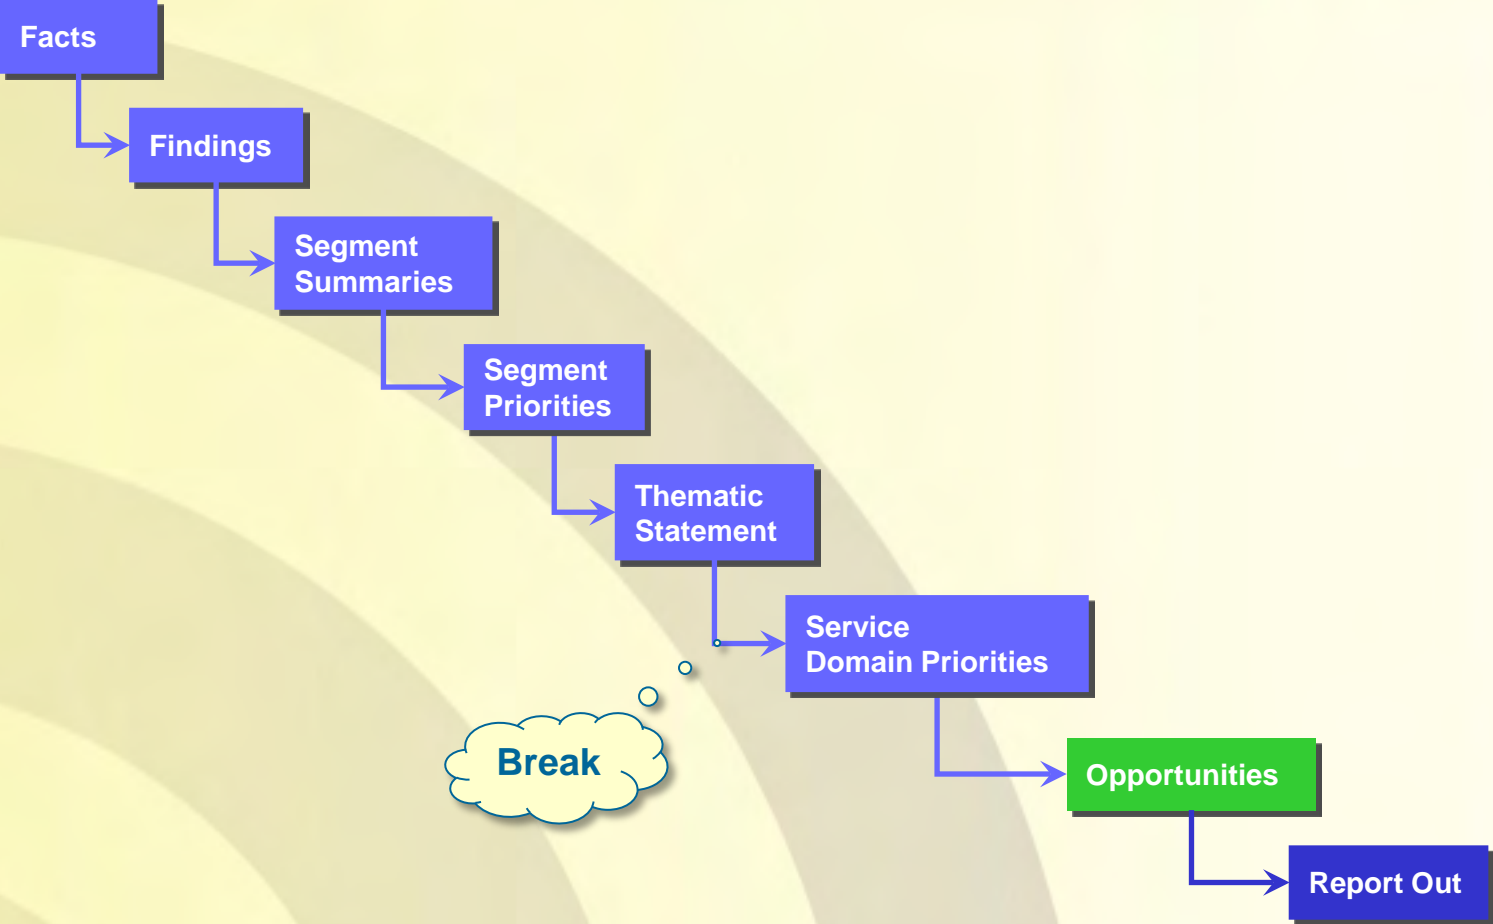 Facts
Findings
Segment
Summaries
Segment
Priorities
Thematic
Statement
Service
Domain Priorities
Break
Opportunities
Report Out